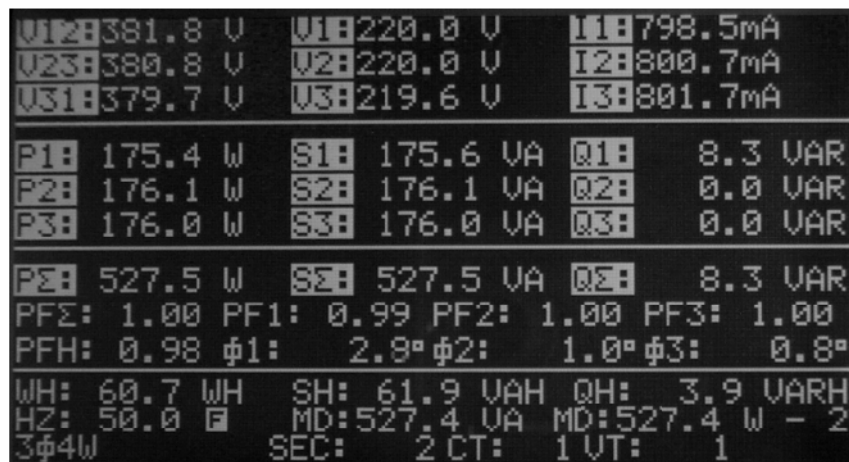 V12:381.8 V V1:220.0 V I1:798.5mA
V23:380.8 V V2:220.0 V I2:800.7mA
V31:379.7 V V3:219.6 V I3:801.7mA
P1: 175.4 W S1: 175.6 VA Q1: 8.3 VAR
P2: 176.1 W S2: 176.1 VA Q2: 0.0 VAR
P3: 176.0 W S3: 176.0 VA Q3: 0.0 VAR
PΣ: 527.5 W SΣ: 527.5 VA QΣ: 8.3 VAR
PFΣ: 1.00 PF1: 0.99 PF2: 1.00 PF3: 1.00
PFH: 0.98 ϕ1: 2.8° ϕ2: 1.0° ϕ3: 0.8°
WH: 60.7 WH SH: 61.9 VAH QH: 3.9 VARH
HZ: 50.0 F MD:527.4 VA MD:527.4 W - 2
3ϕ4W SEC: 2 CT: 1 VT: 1